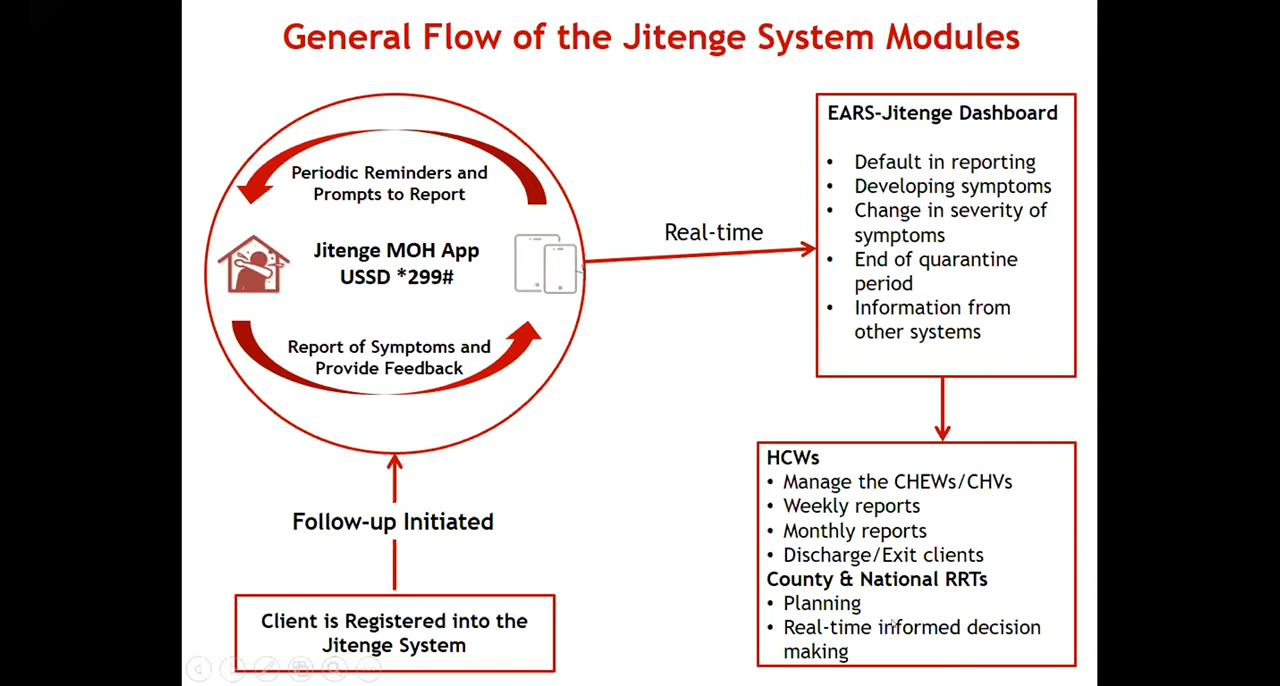 General Flow of the Jitenge System Modules
Periodic Reminders and
Prompts to Report
Jitenge MOH App
USSD *299#
Report of Symptoms and
Provide Feedback
Follow-up Initiated
Client is Registered into the
Jitenge System
Real-time
EARS-Jitenge Dashboard
• Default in reporting
• Developing symptoms
• Change in severity of
symptoms
• End of quarantine
period
• Information from
other systems
HCWs
• Manage the CHEWs/CHVs
• Weekly reports
• Monthly reports
• Discharge/Exit clients
County & National RRTs
• Planning
• Real-time informed decision
making